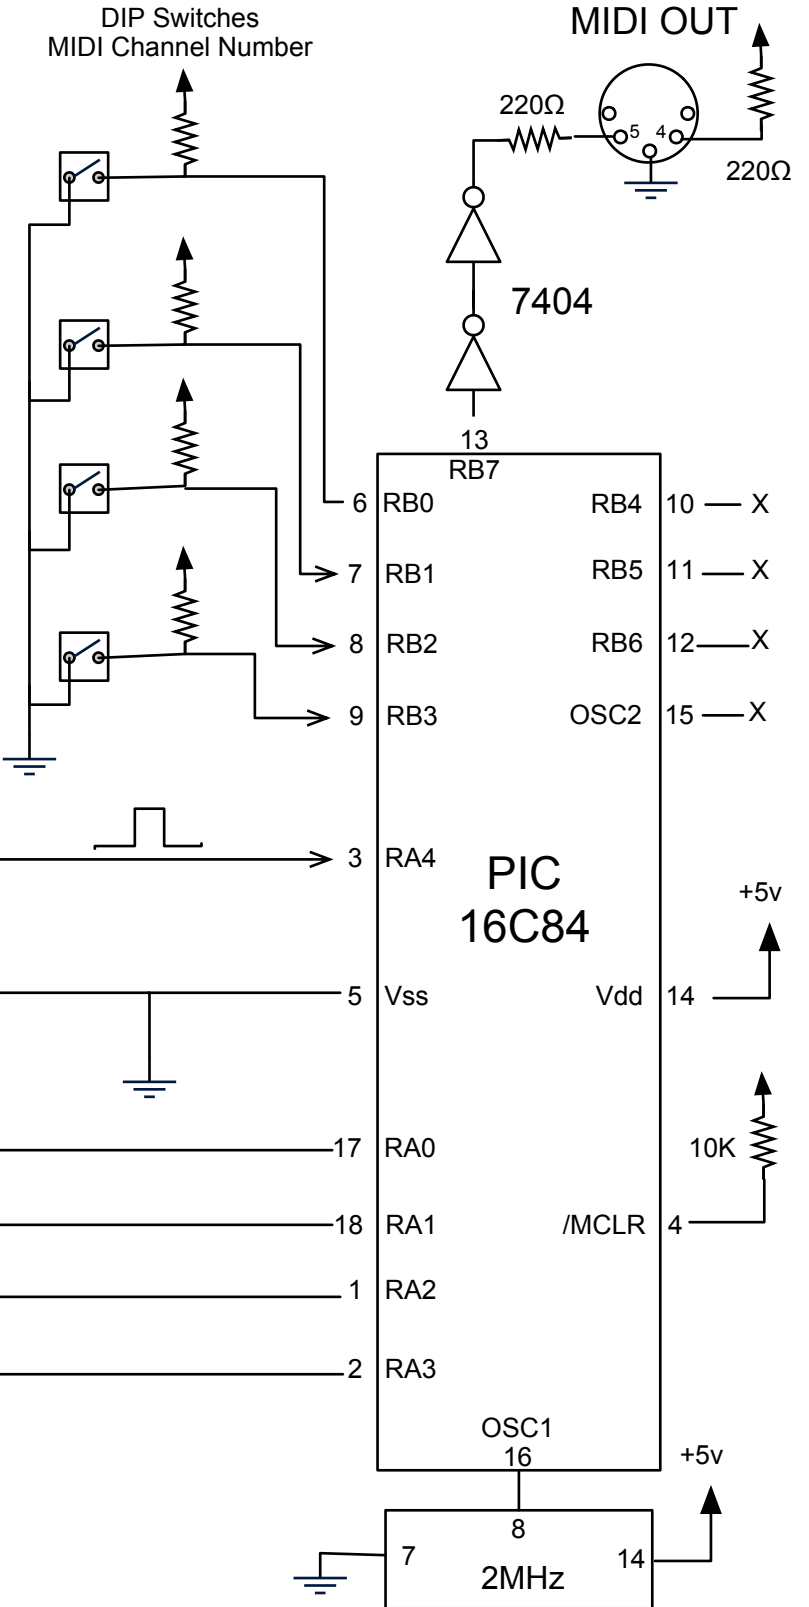 DIP Switches
MIDI Channel Number
MIDI OUT
220Ω
5 4
220Ω
7404
13
RB7
6 RB0
RB4 10 X
7 RB1
RB5 11 X
8 RB2
RB6 12 X
9 RB3
OSC2 15 X
3 RA4
PIC
16C84
+5v
5 Vss
Vdd 14
17 RA0
10K
18 RA1
/MCLR 4
1 RA2
2 RA3
OSC1
16
+5v
8
7
14
2MHz